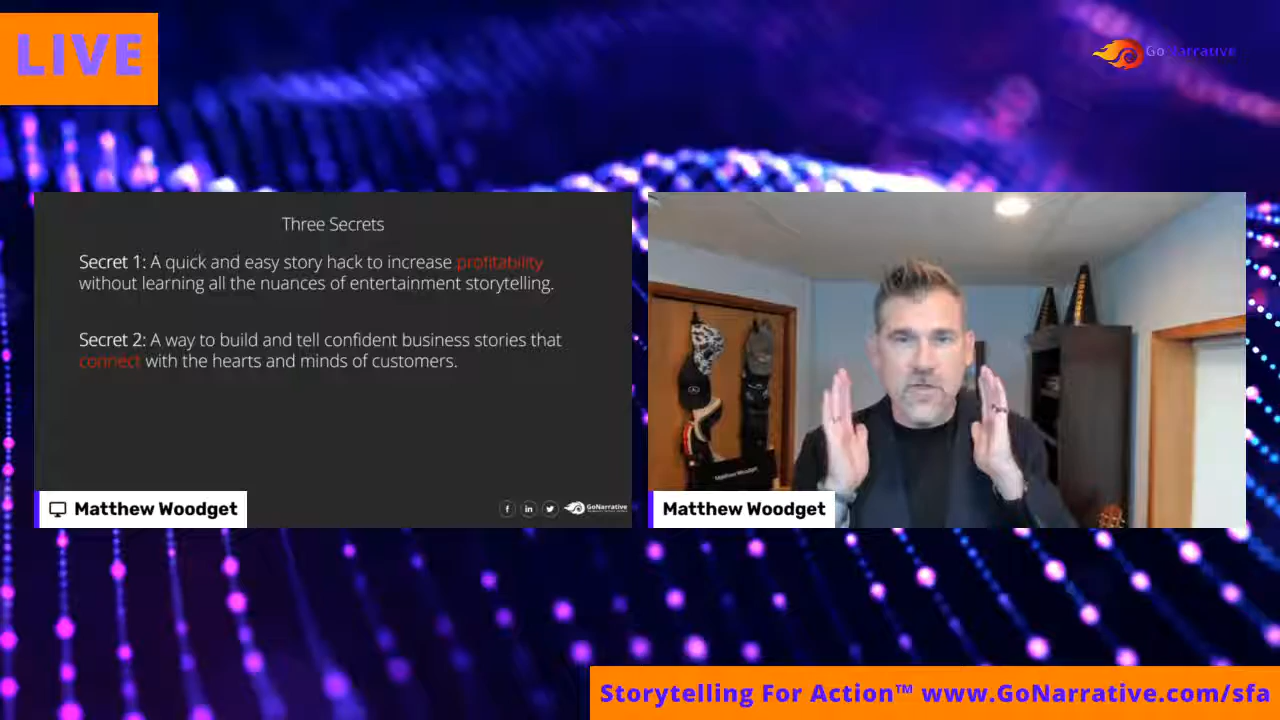 LIVE
GoNarrative
Three Secrets
Secret 1: A quick and easy story hack to increase profitability
without learning all the nuances of entertainment storytelling.
Secret 2: A way to build and tell confident business stories that
connect with the hearts and minds of customers.
Matthew Woodget
GoNarrative
Matthew Woodget
Matthew Woodget
Storytelling For Action™ www.GoNarrative.com/sfa